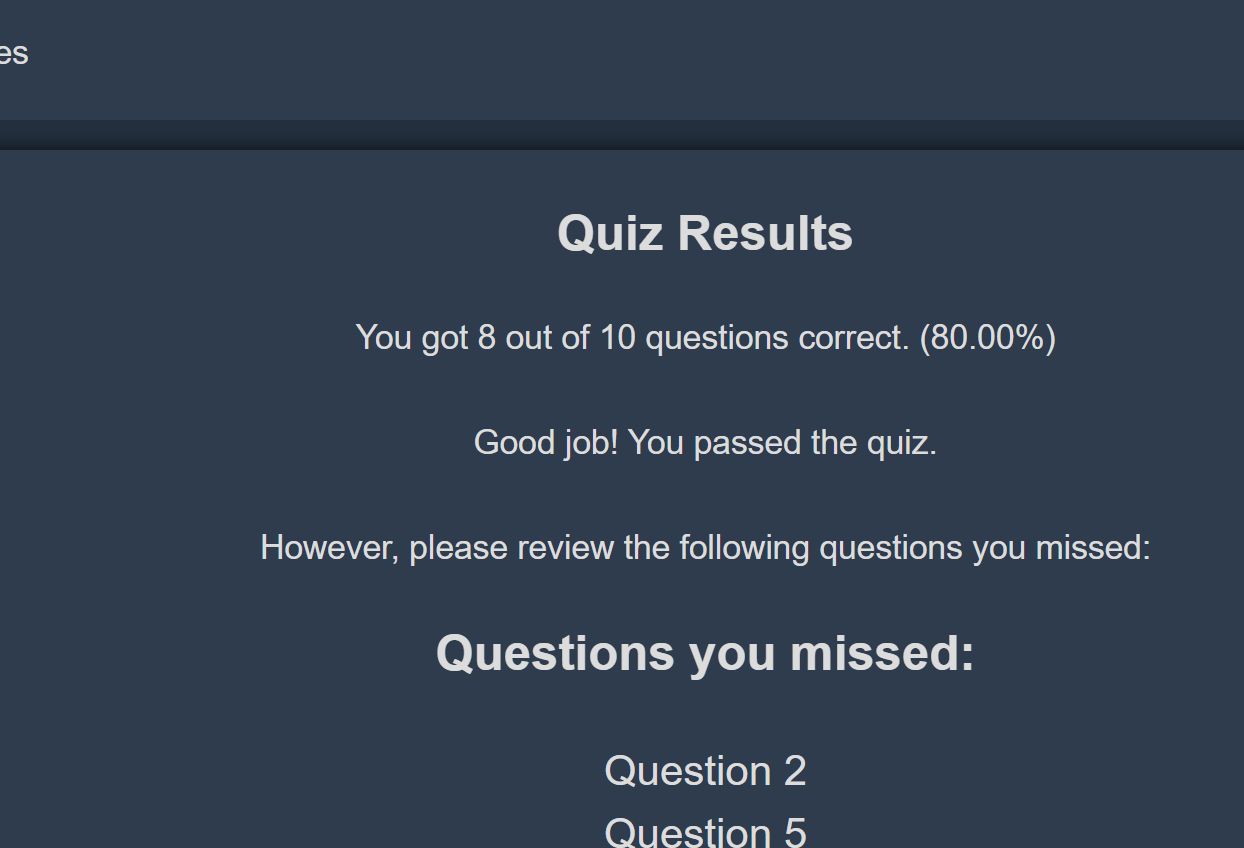 es
Quiz Results
You got 8 out of 10 questions correct. (80.00%)
Good job! You passed the quiz.
However, please review the following questions you missed:
Questions you missed:
Question 2
Question 5